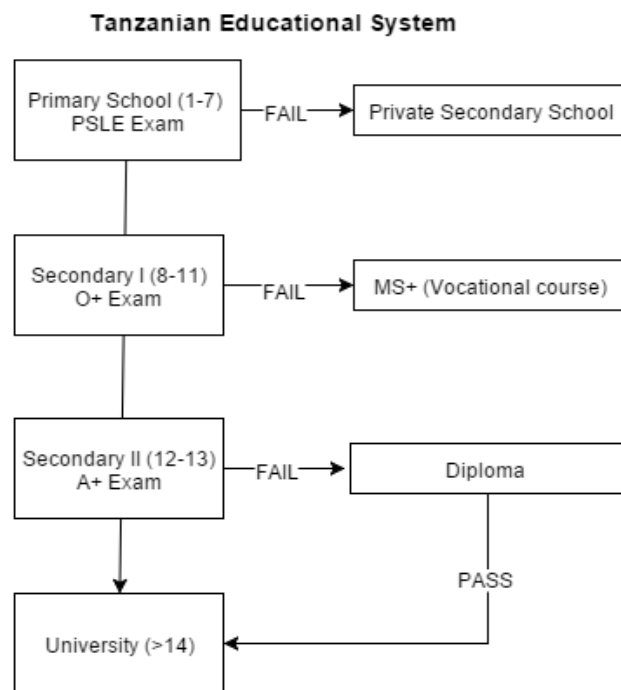 Tanzanian Educational System
Primary School (1-7)
PSLE Exam
FAIL
Private Secondary School
Secondary I (8-11)
O+ Exam
FAIL
MS+ (Vocational course)
Secondary II (12-13)
A+ Exam
FAIL
Diploma
PASS
University (>14)